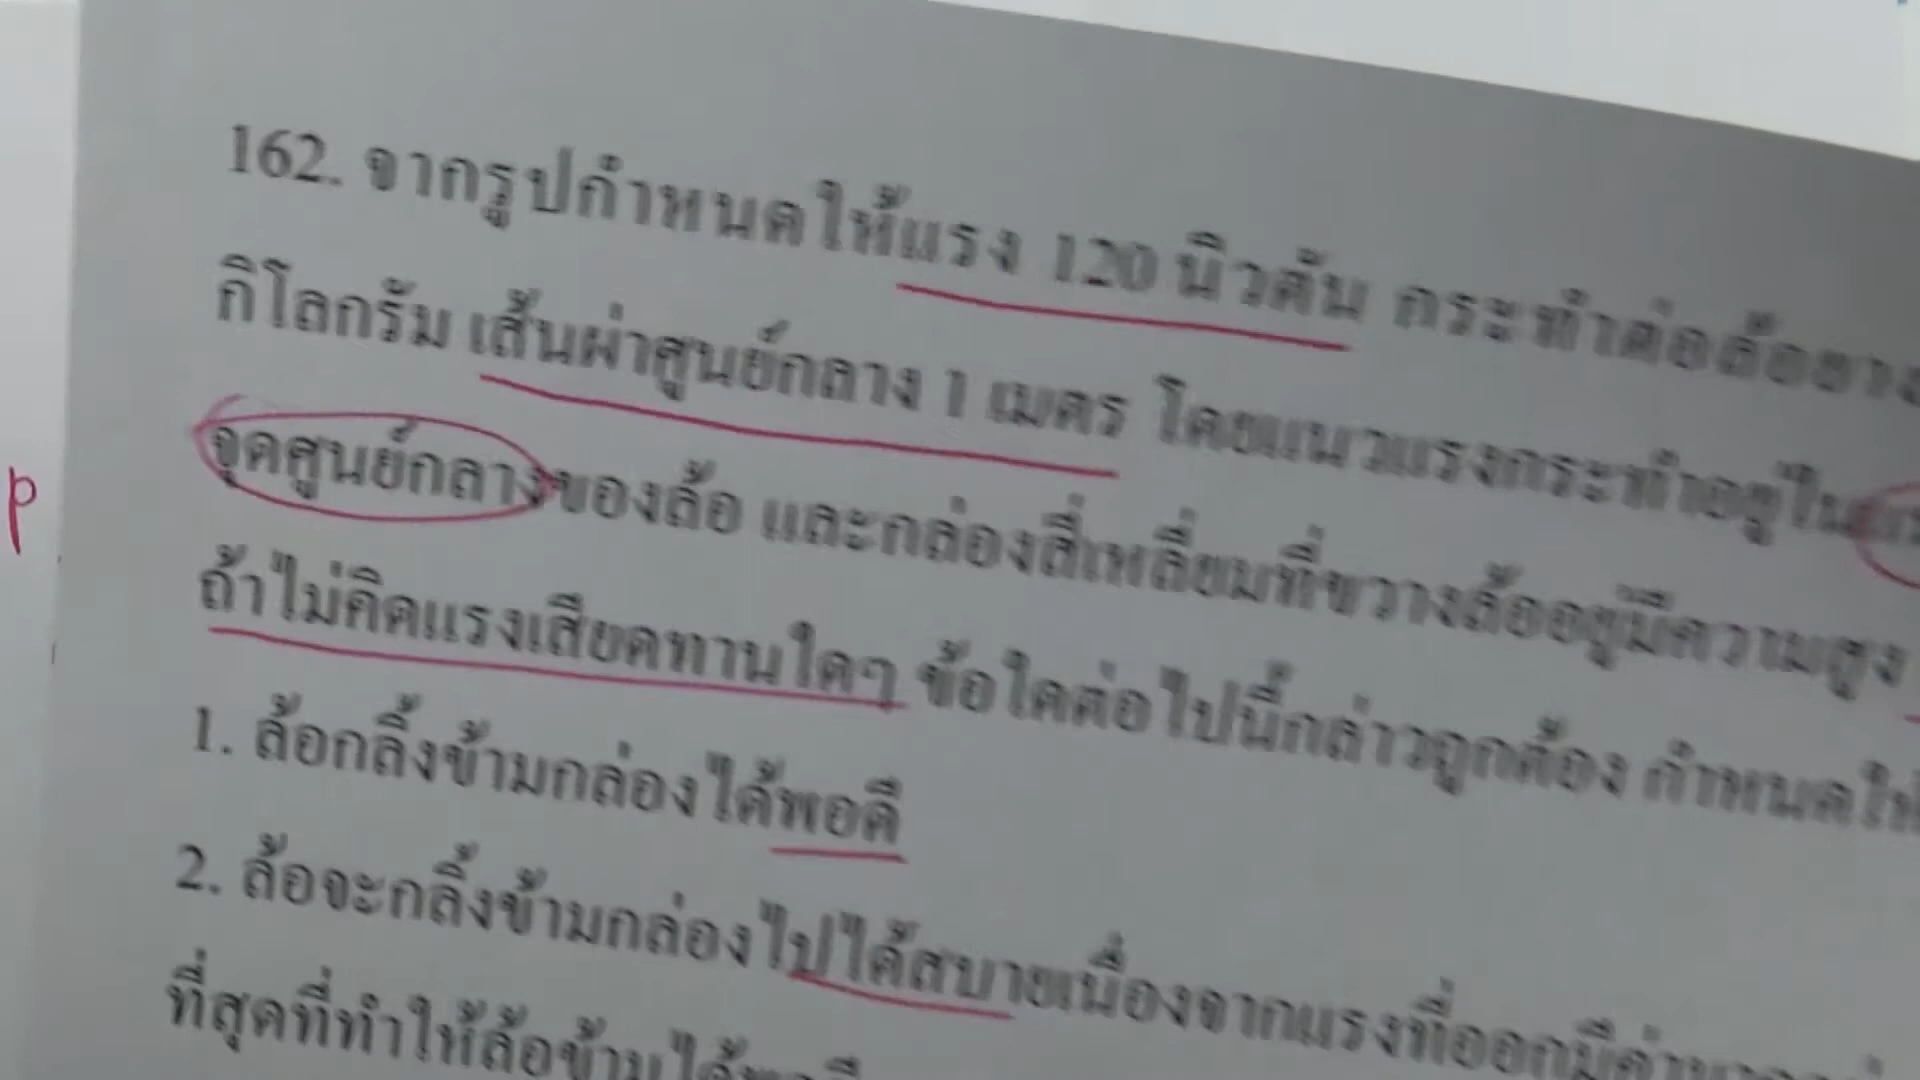 162. จากรูปกำหนดให้แรง 120 นิวตัน กระทำต่อล้อยาง
กิโลกรัม เส้นผ่าศูนย์กลาง 1 เมตร โดยแนวแรงกระทำอยู่ใน
p
จุดศูนย์กลางของล้อ และกล่องสี่เหลี่ยมที่ขวางล้ออยู่มีความสูง
ถ้าไม่คิดแรงเสียดทานใดๆ ข้อใดต่อไปนี้กล่าวถูกต้อง กำหนดให้
1. ล้อกลิ้งข้ามกล่องได้พอดี
2. ล้อจะกลิ้งข้ามกล่องไปได้สบายเนื่องจากแรงที่ออกมีค่ามากกว่า
ที่สุดที่ทำให้ล้อข้ามได้พอดี